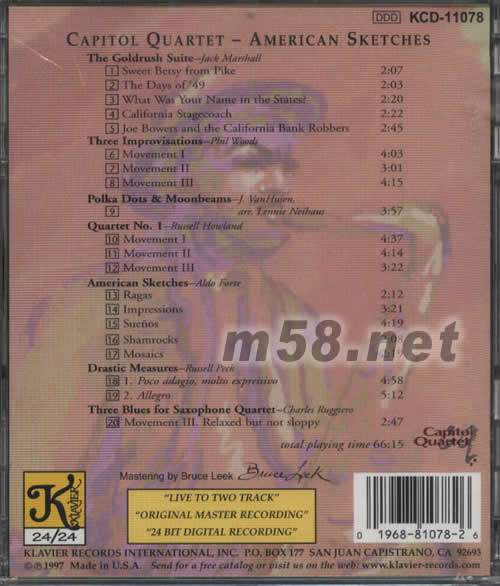 DDD KCD-11078
CAPITOL QUARTET – AMERICAN SKETCHES
The Goldrush Suite–Jack Marshall
1 Sweet Betsy from Pike 2:07
2 The Days of '49 2:03
3 What Was Your Name in the States? 2:20
4 California Stagecoach 2:22
5 Joe Bowers and the California Bank Robbers 2:45
Three Improvisations–Phil Woods
6 Movement I 4:03
7 Movement II 3:01
8 Movement III 4:15
Polka Dots & Moonbeams–J. VanHusen,
9 arr. Lennie Neihaus 3:57
Quartet No. 1–Russell Howland
10 Movement I 4:37
11 Movement II 4:14
12 Movement III 3:22
American Sketches–Aldo Forte
13 Ragas 2:12
14 Impressions 3:21
15 Sueños 4:19
16 Shamrocks :08
17 Mosaics
m58.net
Drastic Measures–Russell Peck
18 1. Poco adagio, molto expressivo 4:58
19 2. Allegro 5:12
Three Blues for Saxophone Quartet–Charles Ruggiero
20 Movement III. Relaxed but not sloppy 2:47
total playing time 66:15
Capitol
Quartet
Mastering by Bruce Leek Bruce Leek
"LIVE TO TWO TRACK"
"ORIGINAL MASTER RECORDING"
"24 BIT DIGITAL RECORDING"
K
KLAVIER
24/24
0 1968-81078-2 6
KLAVIER RECORDS INTERNATIONAL, INC. P.O. BOX 177 SAN JUAN CAPISTRANO, CA 92693
©℗1997 Made in U.S.A. Send for free catalog or visit our website: www.klavier-records.com